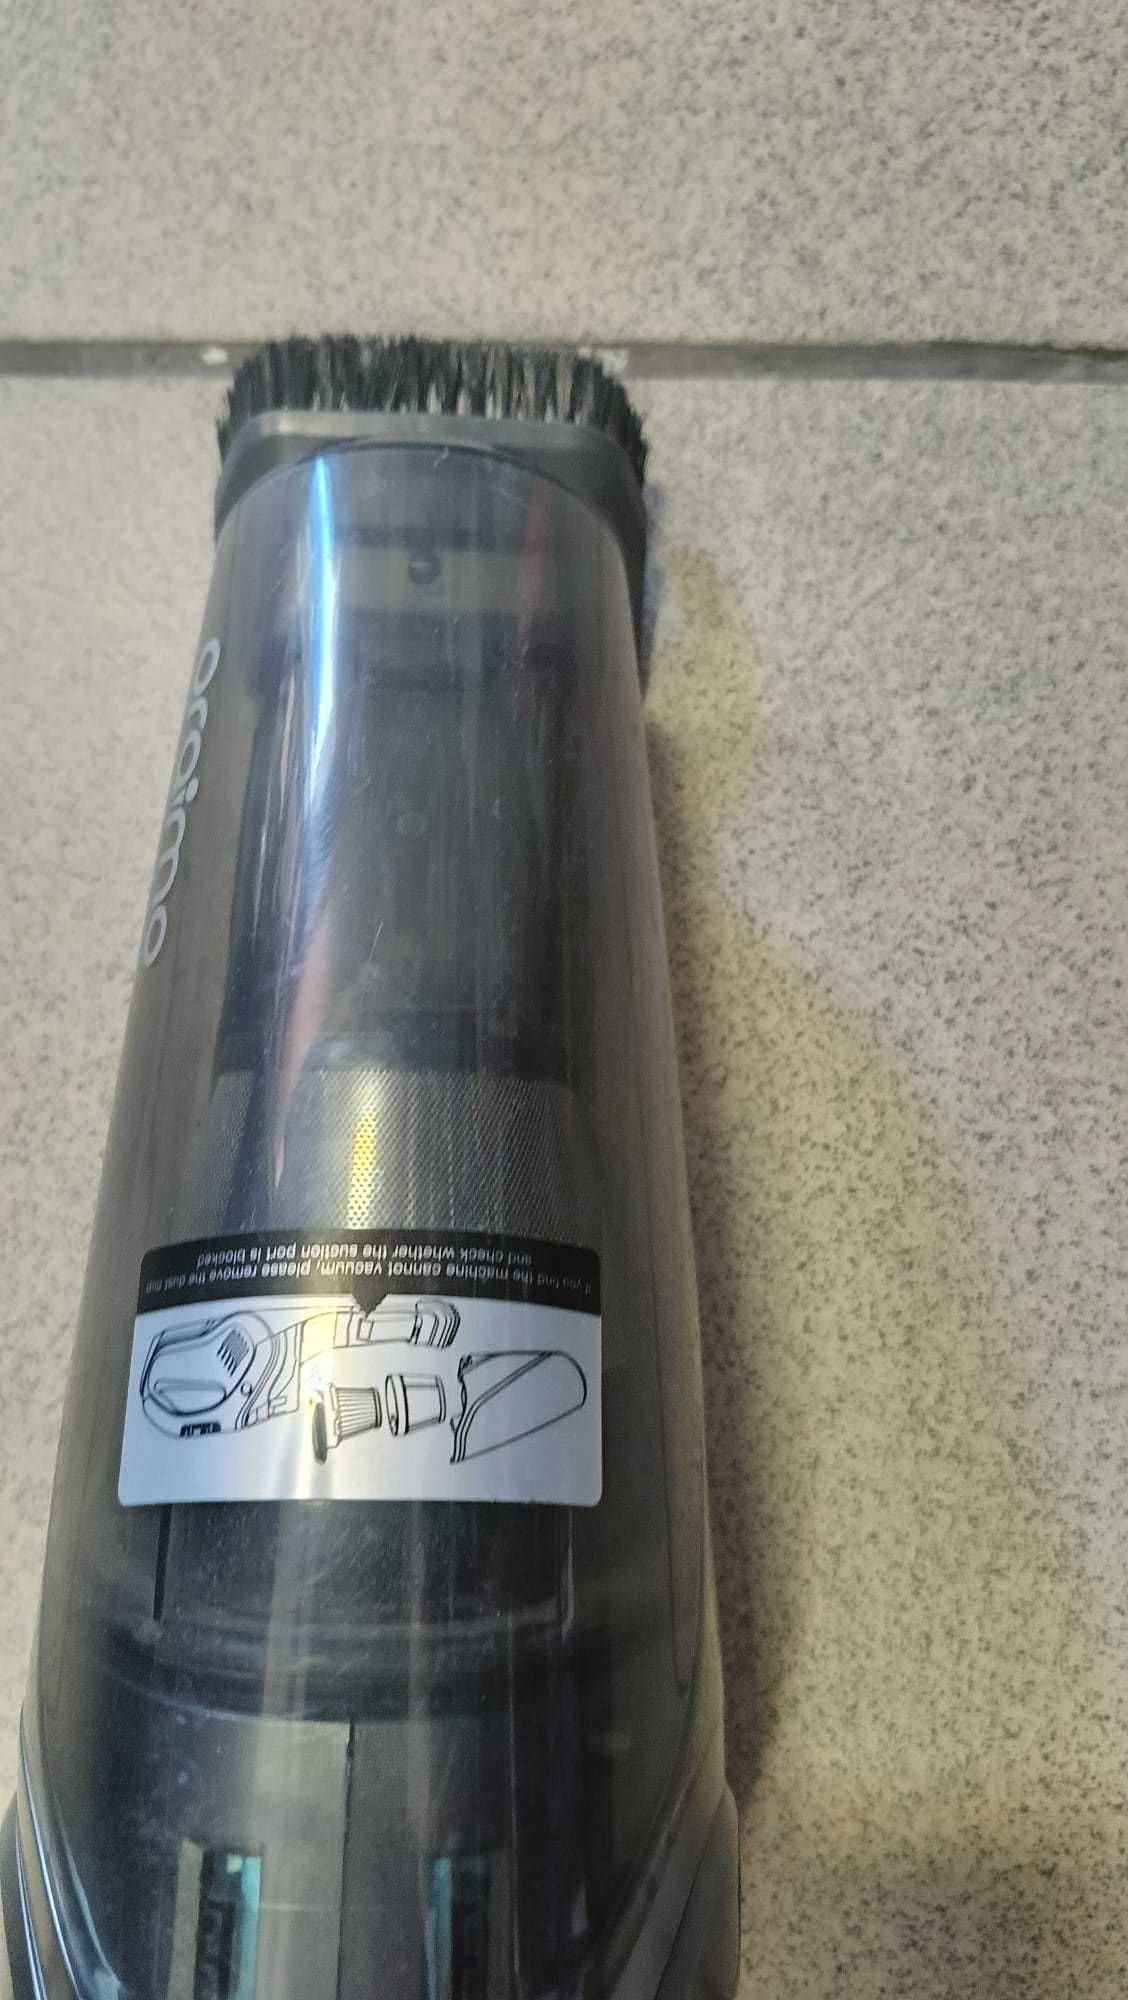 oraimo
If you find the machine cannot vacuum, please remove the dust cup
and check whether the suction port is blocked